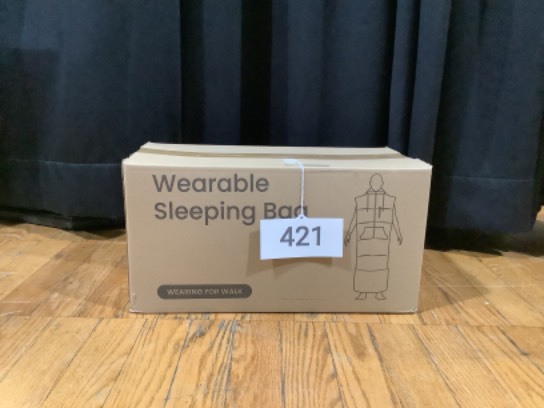 Wearable
Sleeping Bag
421
WEARING FOR WALK